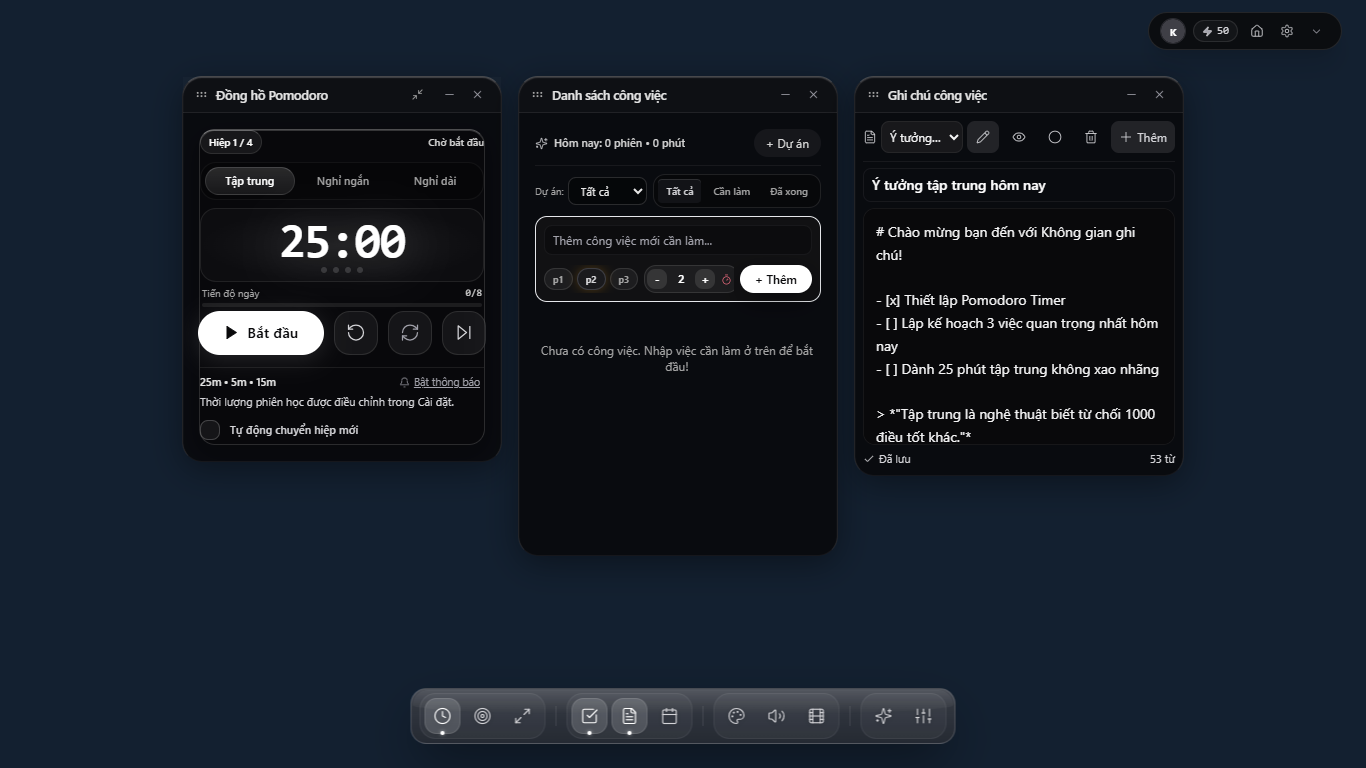 K
50
Đồng hồ Pomodoro
Hiệp 1 / 4
Chờ bắt đầu
Tập trung
Nghỉ ngắn
Nghỉ dài
25:00
Tiến độ ngày
0/8
Bắt đầu
25m • 5m • 15m
Bật thông báo
Thời lượng phiên học được điều chỉnh trong Cài đặt.
Tự động chuyển hiệp mới
Danh sách công việc
Hôm nay: 0 phiên • 0 phút
+ Dự án
Dự án:
Tất cả
Tất cả
Cần làm
Đã xong
Thêm công việc mới cần làm...
p1
p2
p3
-
2
+
+ Thêm
Chưa có công việc. Nhập việc cần làm ở trên để bắt
đầu!
Ghi chú công việc
Ý tưởng...
+ Thêm
Ý tưởng tập trung hôm nay
# Chào mừng bạn đến với Không gian ghi
chú!
- [x] Thiết lập Pomodoro Timer
- [ ] Lập kế hoạch 3 việc quan trọng nhất hôm
nay
- [ ] Dành 25 phút tập trung không xao nhãng
> *"Tập trung là nghệ thuật biết từ chối 1000
điều tốt khác."*
Đã lưu
53 từ